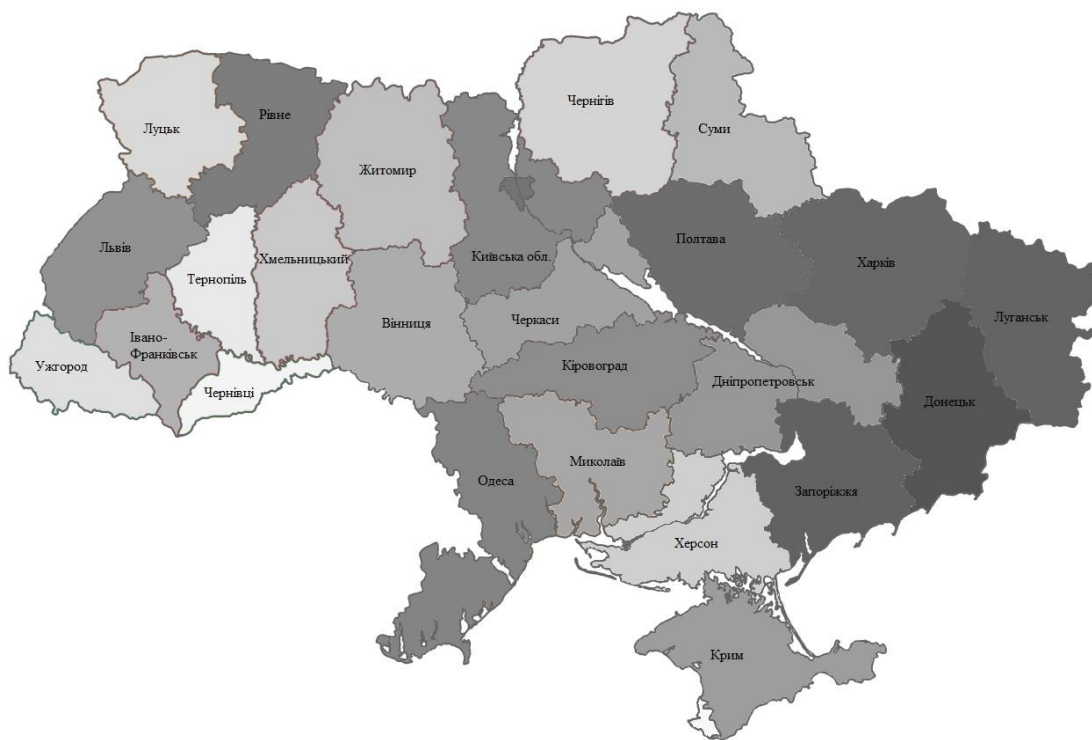 Чернігів
Рівне
Луцьк
Суми
Житомир
Полтава
Львів
Київська обл.
Хмельницький
Харків
Тернопіль
Луганськ
Черкаси
Вінниця
Івано-
Франківськ
Ужгород
Кіровоград
Дніпропетровськ
Чернівці
Донецьк
Миколаїв
Одеса
Запоріжжя
Херсон
Крим